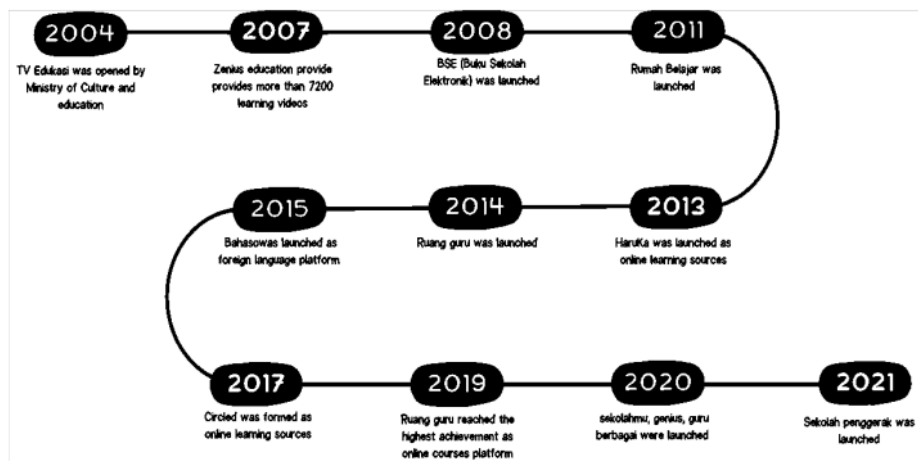 2004
TV Edukasi was opened by
Ministry of Culture and
education
2007
Zenius education provide
provides more than 7200
learning videos
2008
BSE (Buku Sekolah
Elektronik) was launched
2011
Rumah Belajar was
launched
2013
HaruKa was launched as
online learning sources
2014
Ruang guru was launched
2015
Bahasowas launched as
foreign language platform
2017
Circled was formed as
online learning sources
2019
Ruang guru reached the
highest achievement as
online courses platform
2020
sekolahmu, genius, guru
berbagai were launched
2021
Sekolah penggerak was
launched